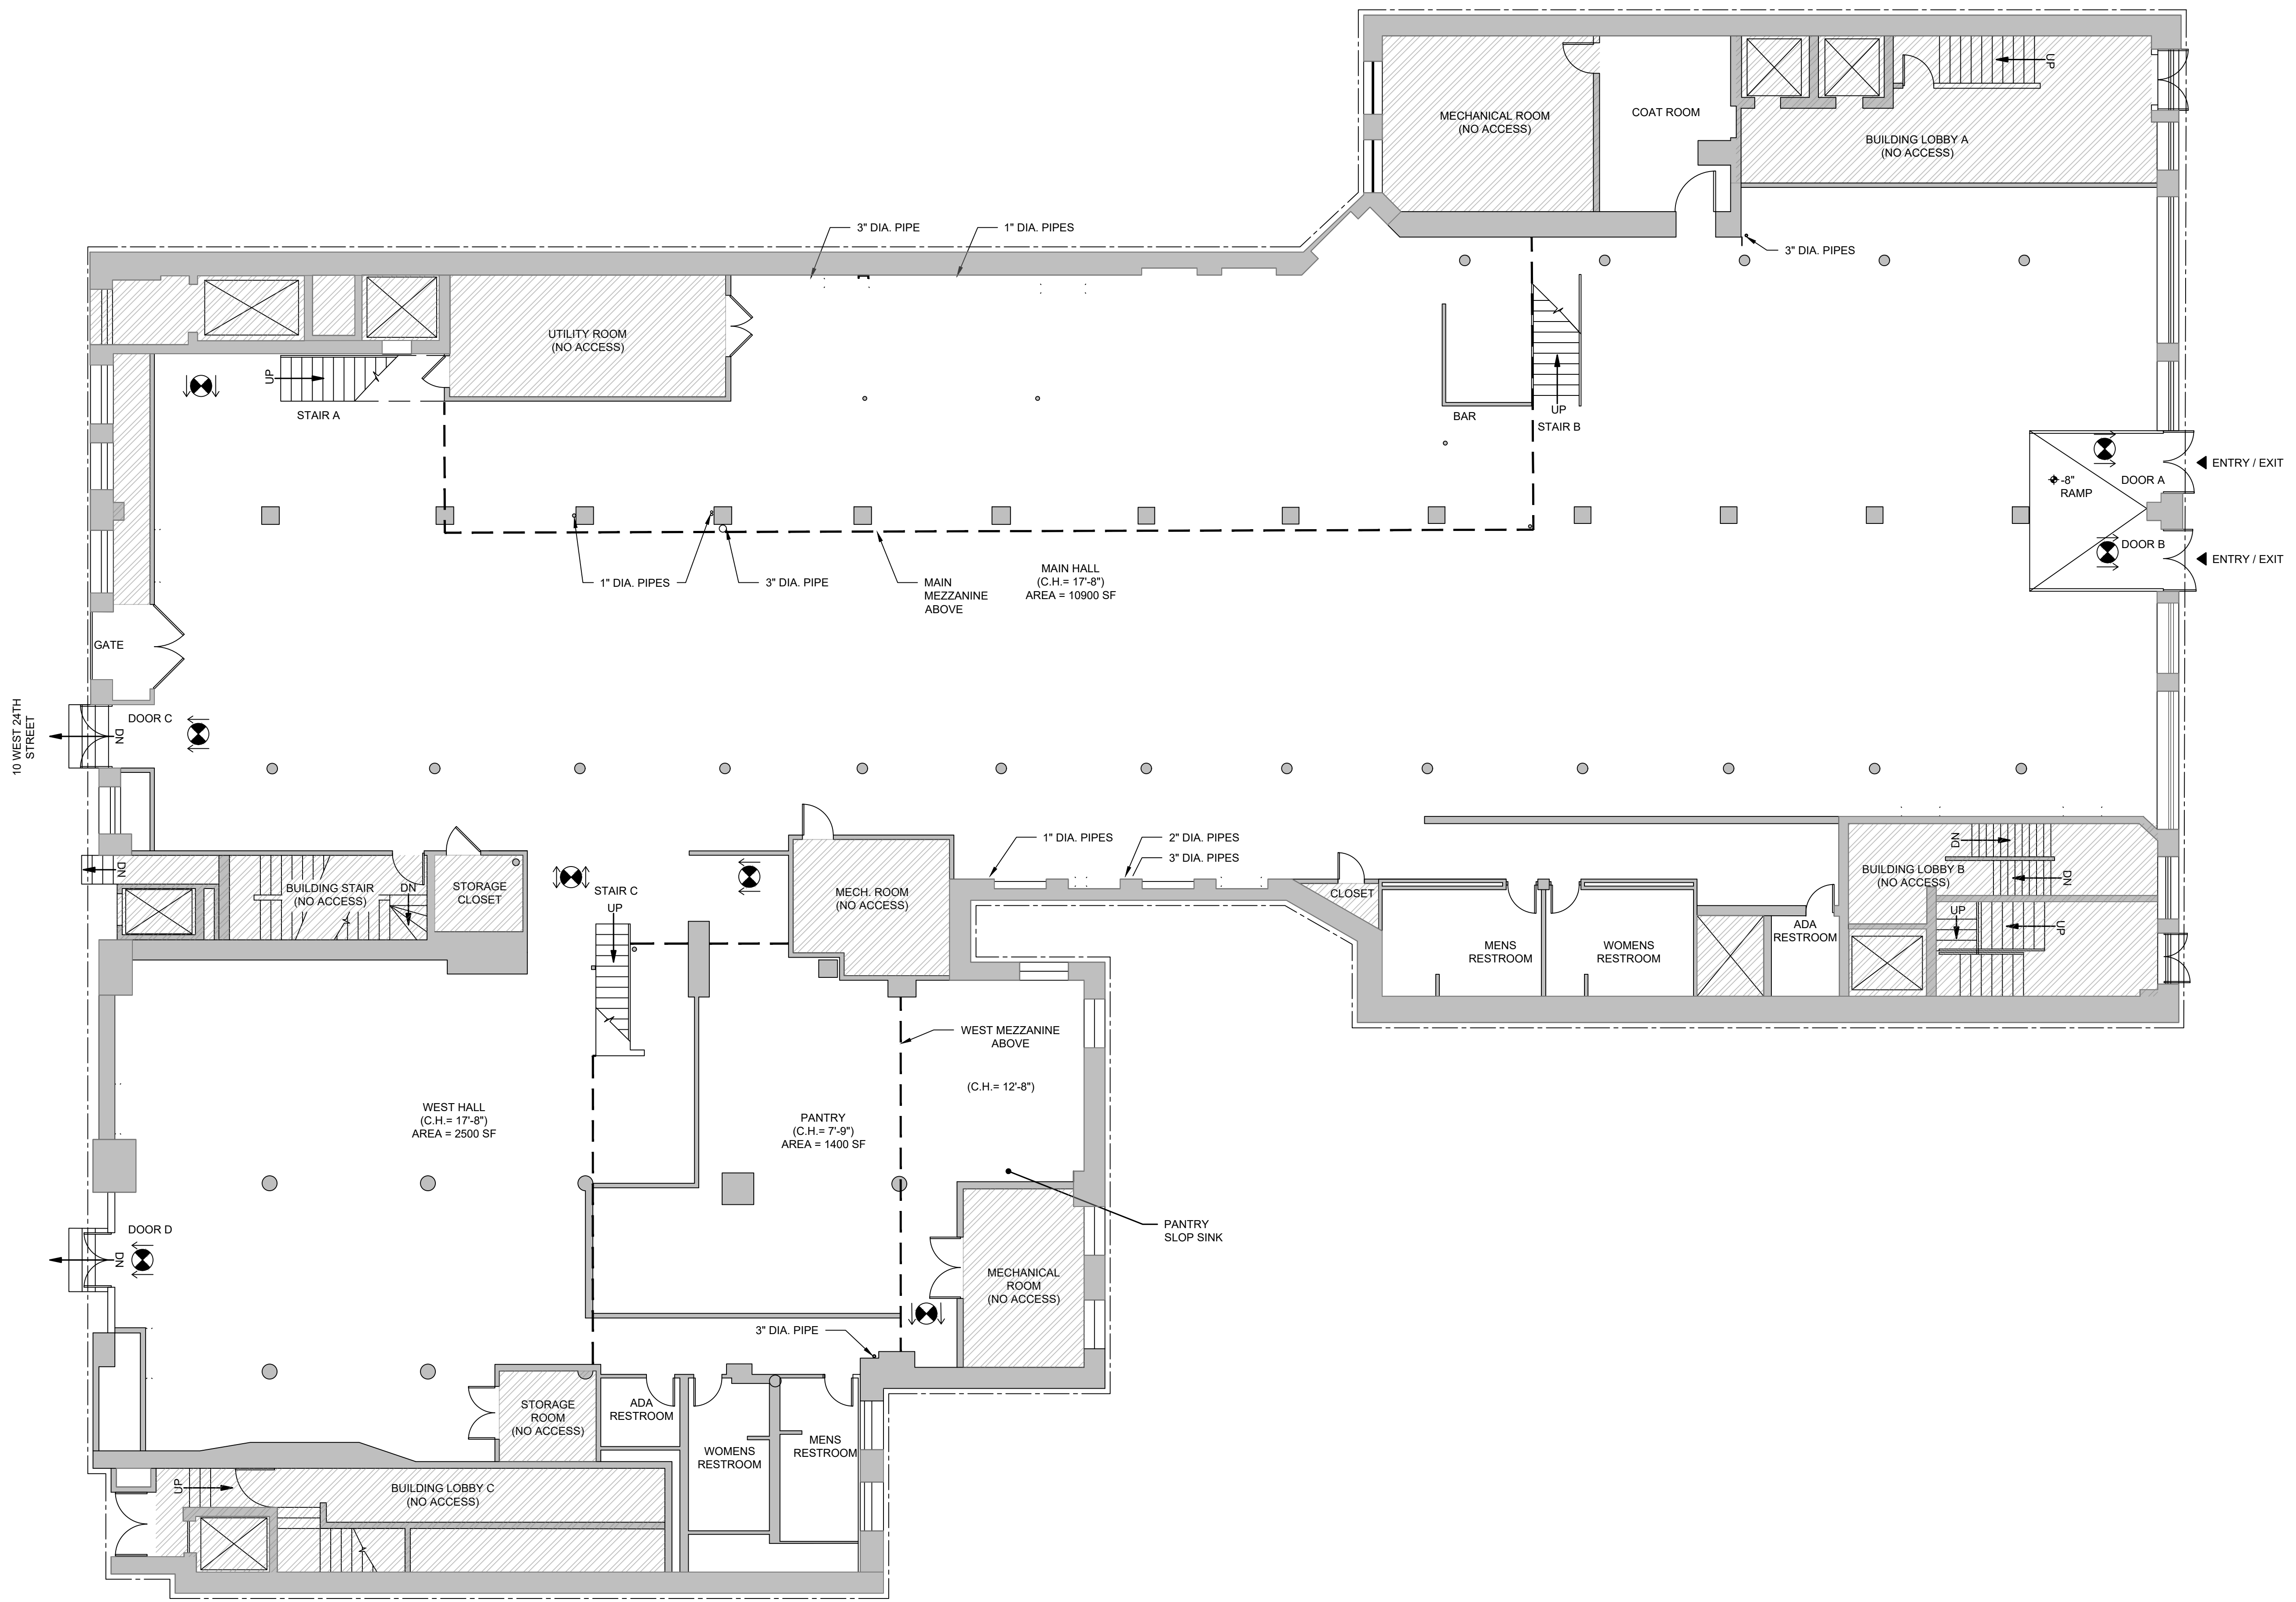 MECHANICAL ROOM
(NO ACCESS)
COAT ROOM
UP
BUILDING LOBBY A
(NO ACCESS)
3" DIA. PIPE
1" DIA. PIPES
3" DIA. PIPES
UTILITY ROOM
(NO ACCESS)
UP
STAIR A
BAR
UP
STAIR B
ENTRY / EXIT
DOOR A
-8"
RAMP
DOOR B
ENTRY / EXIT
1" DIA. PIPES
3" DIA. PIPE
MAIN
MEZZANINE
ABOVE
MAIN HALL
(C.H.= 17'-8")
AREA = 10900 SF
GATE
10 WEST 24TH
STREET
DOOR C
DN
DN
BUILDING STAIR
(NO ACCESS)
DN
STORAGE
CLOSET
STAIR C
UP
MECH. ROOM
(NO ACCESS)
1" DIA. PIPES
2" DIA. PIPES
3" DIA. PIPES
CLOSET
MENS
RESTROOM
WOMENS
RESTROOM
ADA
RESTROOM
BUILDING LOBBY B
(NO ACCESS)
DN
DN
UP
UP
WEST MEZZANINE
ABOVE
(C.H.= 12'-8")
WEST HALL
(C.H.= 17'-8")
AREA = 2500 SF
PANTRY
(C.H.= 7'-9")
AREA = 1400 SF
PANTRY
SLOP SINK
DOOR D
DN
MECHANICAL
ROOM
(NO ACCESS)
3" DIA. PIPE
STORAGE
ROOM
(NO ACCESS)
ADA
RESTROOM
WOMENS
RESTROOM
MENS
RESTROOM
UP
BUILDING LOBBY C
(NO ACCESS)